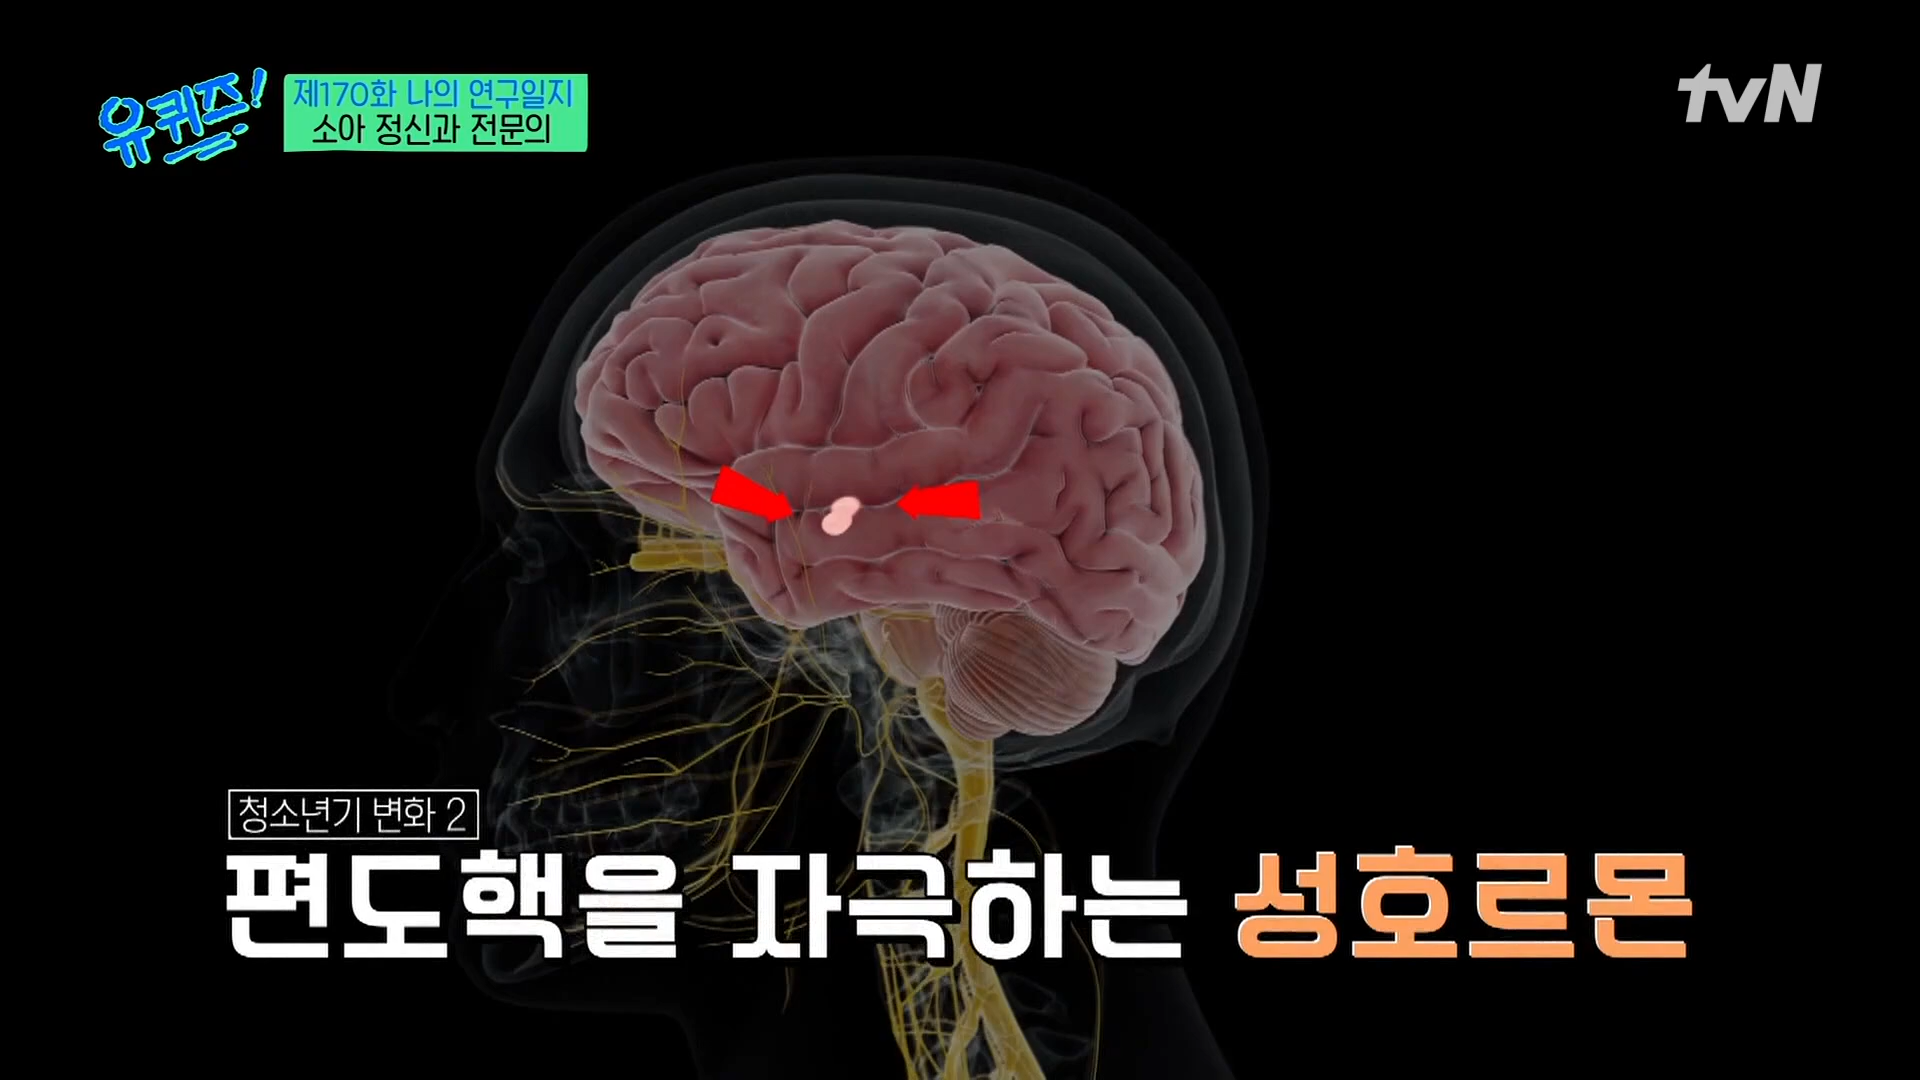 유퀴즈!
제170화 나의 연구일지
소아 정신과 전문의
tvN
청소년기 변화 2
편도핵을 자극하는 성호르몬